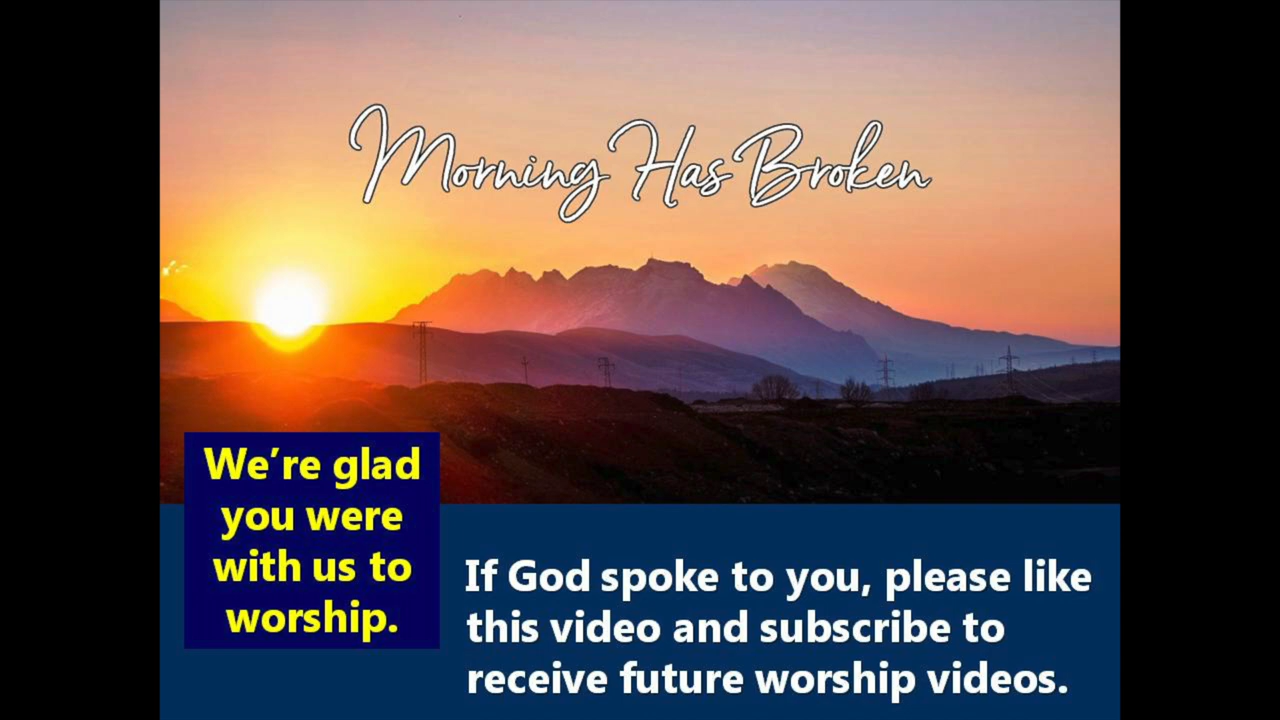 Morning Has Broken
We’re glad
you were
with us to
worship.
If God spoke to you, please like
this video and subscribe to
receive future worship videos.